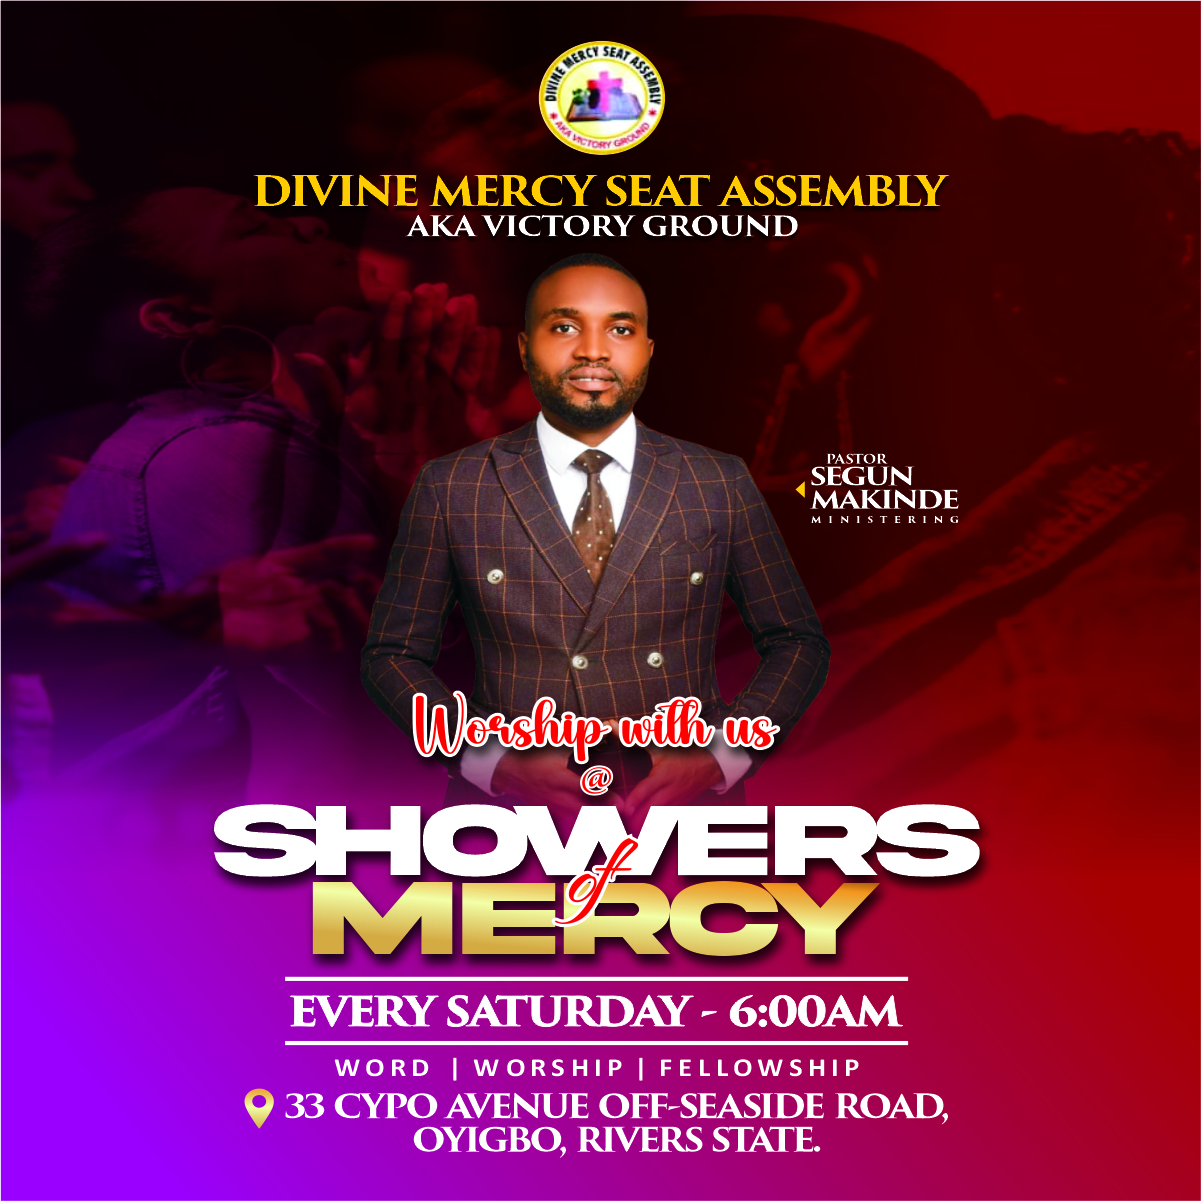 DIVINE MERCY SEAT ASSEMBLY
AKA VICTORY GROUND
DIVINE MERCY SEAT ASSEMBLY
AKA VICTORY GROUND
PASTOR
SEGUN
MAKINDE
MINISTERING
Worship with us
@
SHOWERS
of
MERCY
EVERY SATURDAY - 6:00AM
WORD | WORSHIP | FELLOWSHIP
33 CYPO AVENUE OFF-SEASIDE ROAD,
OYIGBO, RIVERS STATE.